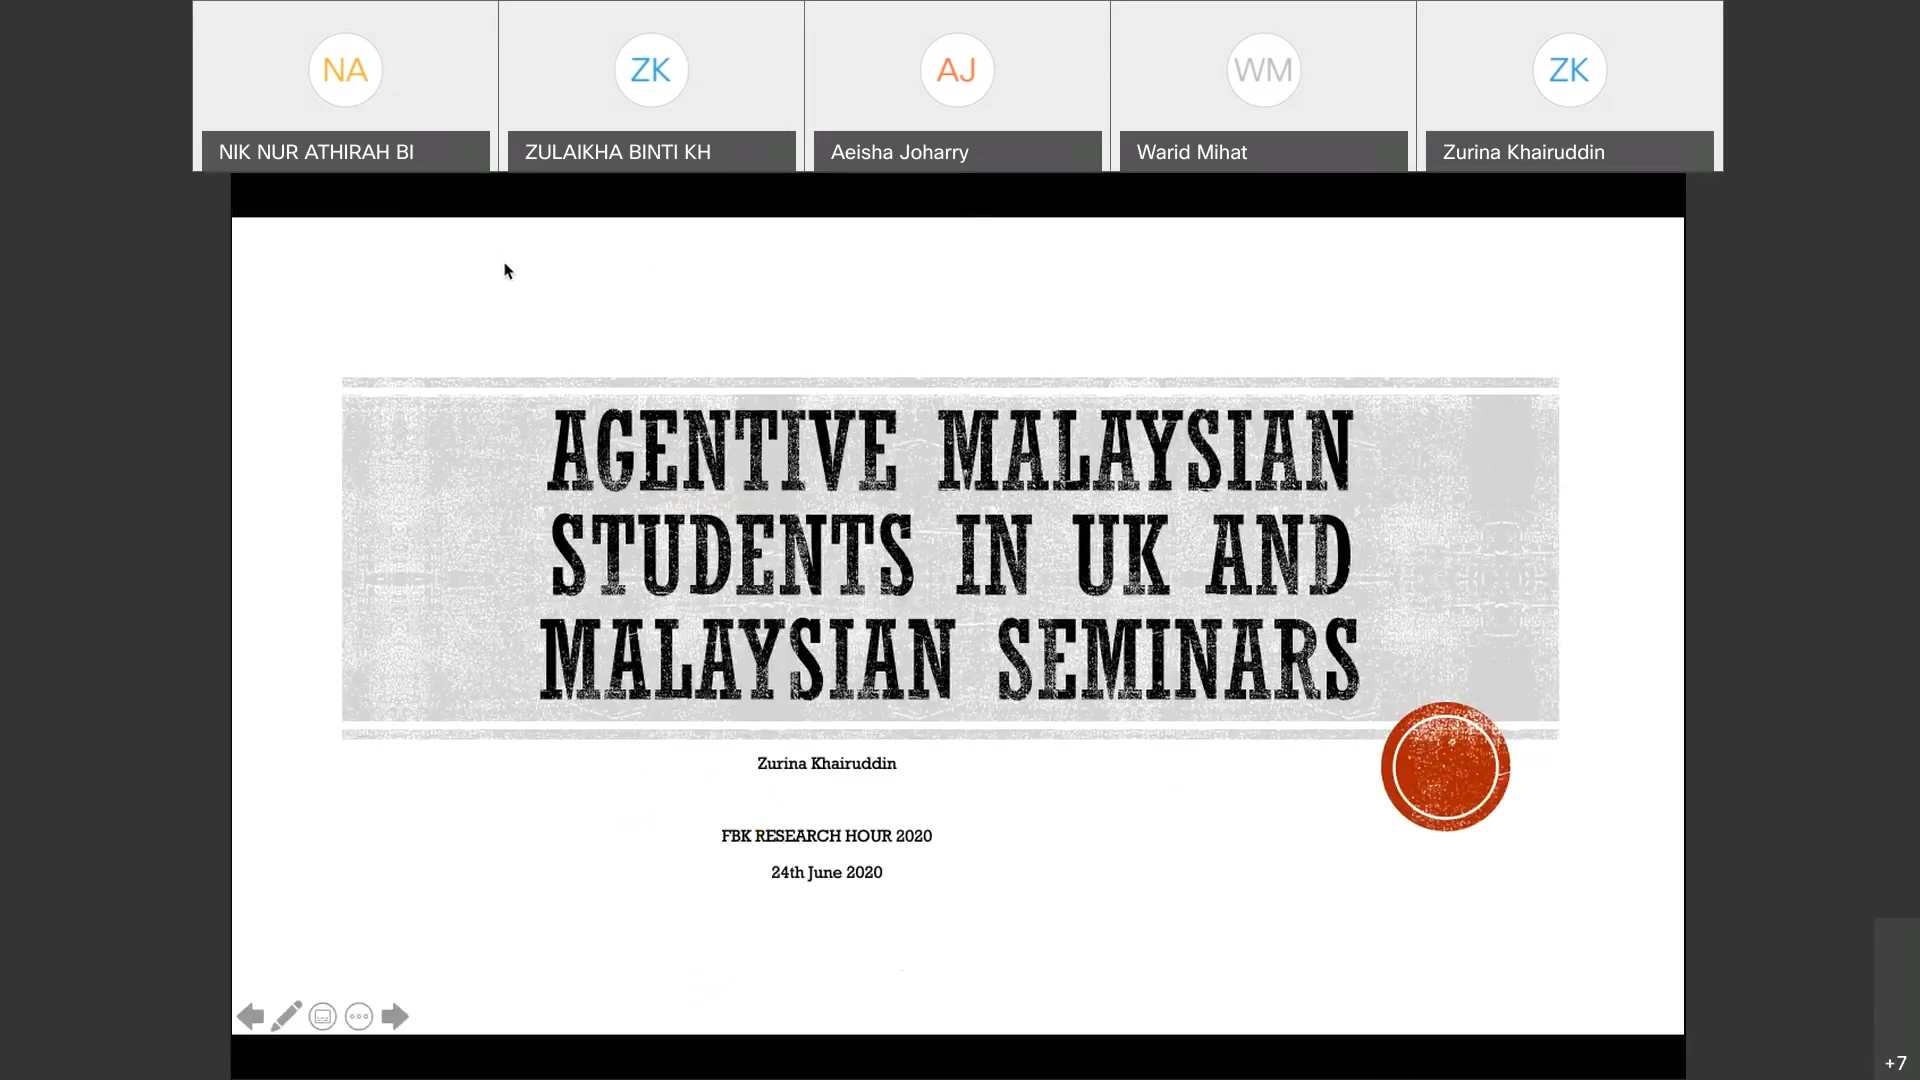 NA
ZK
AJ
WM
ZK
NIK NUR ATHIRAH BI
ZULAIKHA BINTI KH
Aeisha Joharry
Warid Mihat
Zurina Khairuddin
AGENTIVE MALAYSIAN
STUDENTS IN UK AND
MALAYSIAN SEMINARS
Zurina Khairuddin
FBK RESEARCH HOUR 2020
24th June 2020
+7